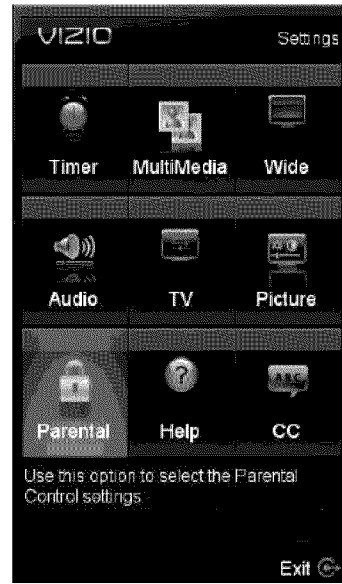 VIZIO
Settings
Timer MultiMedia Wide
Audio TV Picture
Parental Help CC
ABC
Use this option to select the Parental
Control settings
Exit